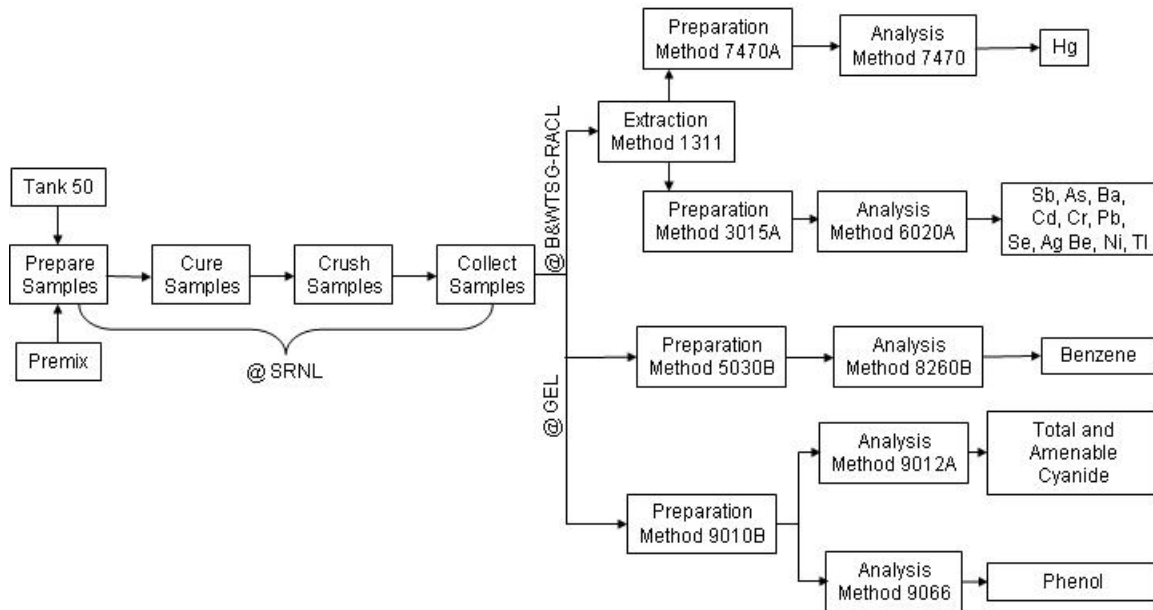 Preparation
Method 7470A
Analysis
Method 7470
Hg
Extraction
Method 1311
@ B&WTSG-RACL
Tank 50
Preparation
Method 3015A
Analysis
Method 6020A
Sb, As, Ba,
Cd, Cr, Pb,
Se, Ag Be, Ni, Tl
Prepare
Samples
Cure
Samples
Crush
Samples
Collect
Samples
Premix
@ SRNL
@ GEL
Preparation
Method 5030B
Analysis
Method 8260B
Benzene
Analysis
Method 9012A
Total and
Amenable
Cyanide
Preparation
Method 9010B
Analysis
Method 9066
Phenol